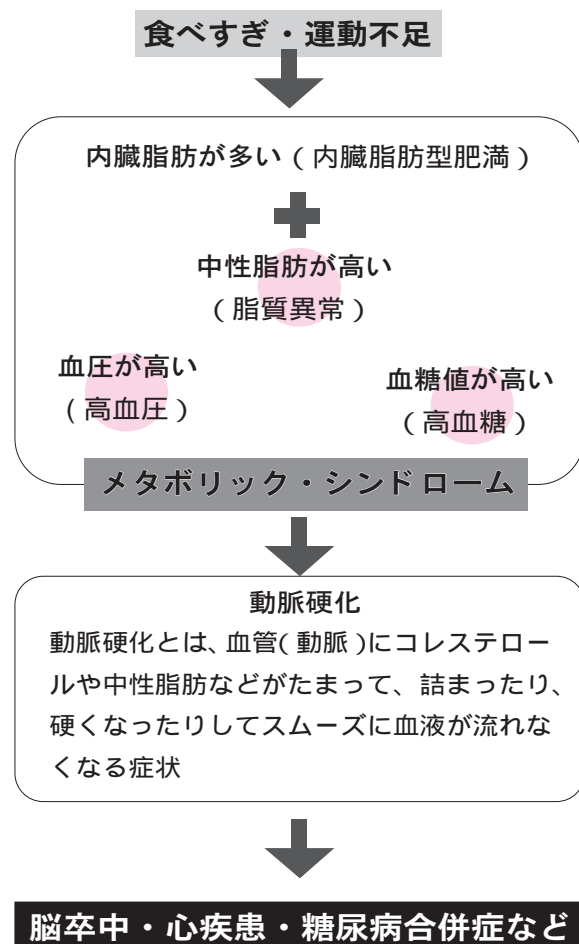 食べすぎ・運動不足
内臓脂肪が多い(内臓脂肪型肥満)
中性脂肪が高い
(脂質異常)
血圧が高い
(高血圧)
血糖値が高い
(高血糖)
メタボリック・シンドローム
動脈硬化
動脈硬化とは、血管(動脈)にコレステロー
ルや中性脂肪などがたまって、詰まったり、
硬くなったりしてスムーズに血液が流れな
くなる症状
脳卒中・心疾患・糖尿病合併症など